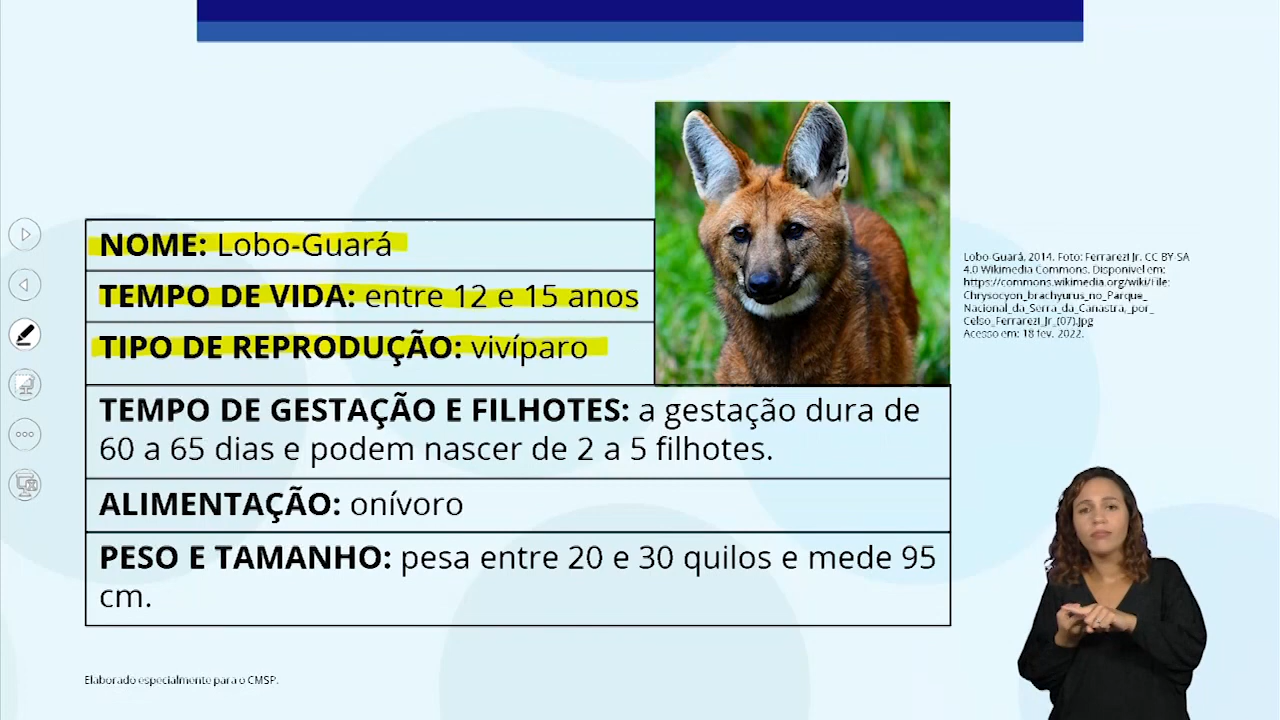 NOME: Lobo-Guará
TEMPO DE VIDA: entre 12 e 15 anos
TIPO DE REPRODUÇÃO: vivíparo
TEMPO DE GESTAÇÃO E FILHOTES: a gestação dura de
60 a 65 dias e podem nascer de 2 a 5 filhotes.
ALIMENTAÇÃO: onívoro
PESO E TAMANHO: pesa entre 20 e 30 quilos e mede 95
cm.
Lobo-Guará, 2014. Foto: Ferrarezi Jr. CC BY-SA
4.0 Wikimedia Commons. Disponível em:
https://commons.wikimedia.org/wiki/File:
Chrysocyon_brachyurus_no_Parque_
Nacional_da_Serra_da_Canastra,_por_
Celso_Ferrarezi_Jr_(07).jpg
Acesso em: 18 fev. 2022.
Elaborado especialmente para o CMSP.